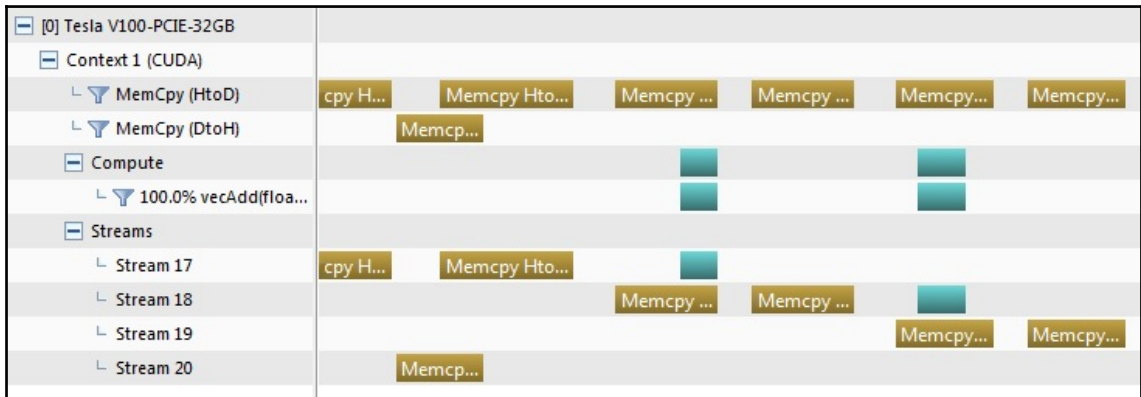 [0] Tesla V100-PCIE-32GB
Context 1 (CUDA)
MemCpy (HtoD) cpy H... Memcpy Hto... Memcpy ... Memcpy ... Memcpy... Memcpy...
MemCpy (DtoH) Memcp...
Compute
100.0% vecAdd(floa...
Streams
Stream 17 cpy H... Memcpy Hto...
Stream 18 Memcpy ... Memcpy ...
Stream 19 Memcpy... Memcpy...
Stream 20 Memcp...